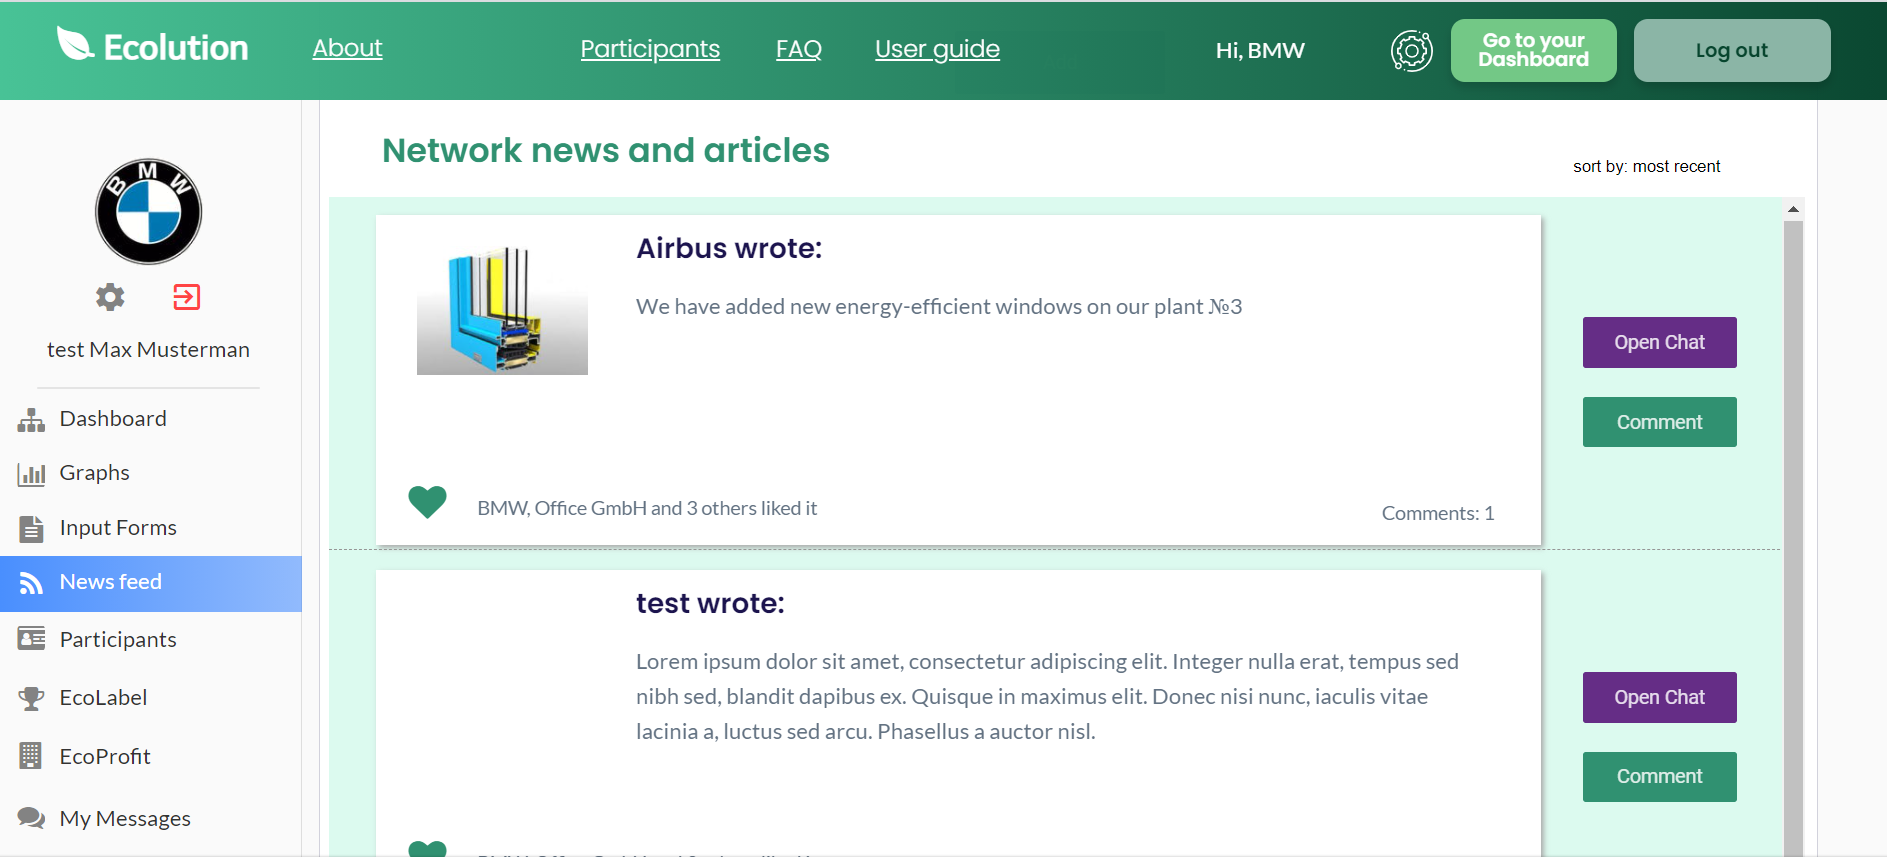 Ecolution
About
Participants
FAQ
User guide
Hi, BMW
Go to your
Dashboard
Log out
BMW
test Max Musterman
Dashboard
Graphs
Input Forms
News feed
Participants
EcoLabel
EcoProfit
My Messages
Network news and articles
sort by: most recent
Airbus wrote:
We have added new energy-efficient windows on our plant №3
BMW, Office GmbH and 3 others liked it
Comments: 1
Open Chat
Comment
test wrote:
Lorem ipsum dolor sit amet, consectetur adipiscing elit. Integer nulla erat, tempus sed
nibh sed, blandit dapibus ex. Quisque in maximus elit. Donec nisi nunc, iaculis vitae
lacinia a, luctus sed arcu. Phasellus a auctor nisl.
Open Chat
Comment